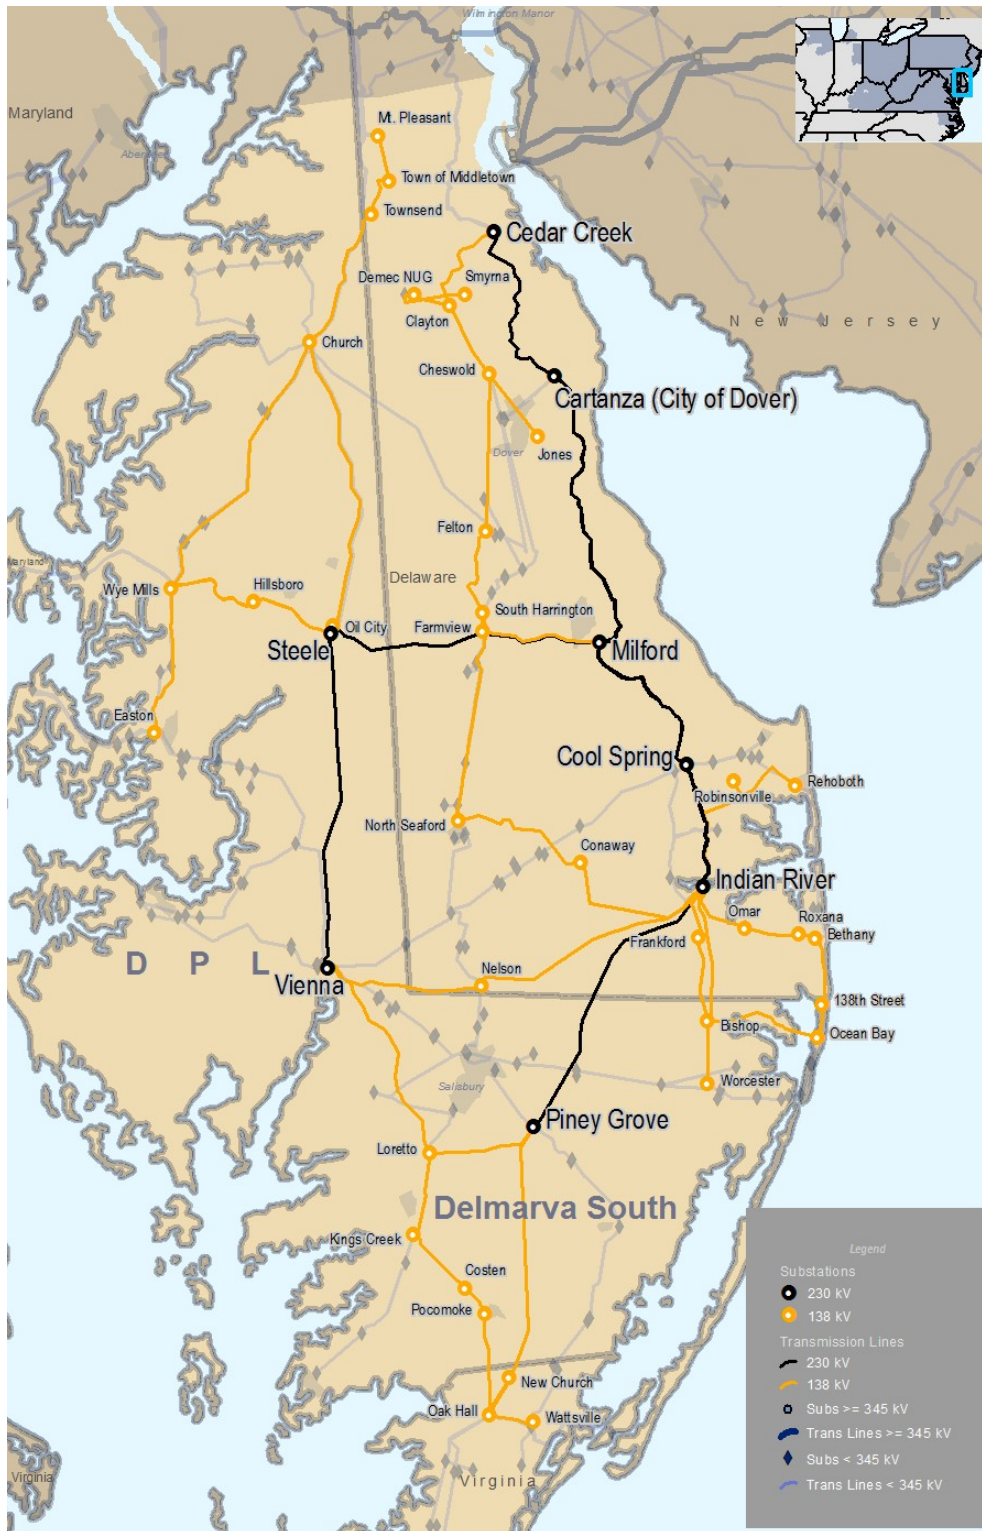 Wilmington Manor
Maryland
Mt. Pleasant
Town of Middletown
Townsend
Cedar Creek
Demec NUG
Smyrna
Clayton
New Jersey
Church
Cheswold
Cartanza (City of Dover)
Dover
Jones
Felton
Maryland
Delaware
Wye Mills
Hillsboro
South Harrington
Oil City
Farmview
Steele
Milford
Easton
Cool Spring
Rehoboth
Robinsonville
North Seaford
Conaway
Indian River
Omar
Roxana
Frankford
Bethany
DPL
Nelson
Vienna
138th Street
Bishop
Ocean Bay
Salisbury
Worcester
Piney Grove
Loretto
Delmarva South
Kings Creek
Costen
Pocomoke
New Church
Oak Hall
Wattsville
Virginia
Virginia
Legend
Substations
230 kV
138 kV
Transmission Lines
230 kV
138 kV
Subs >= 345 kV
Trans Lines >= 345 kV
Subs < 345 kV
Trans Lines < 345 kV